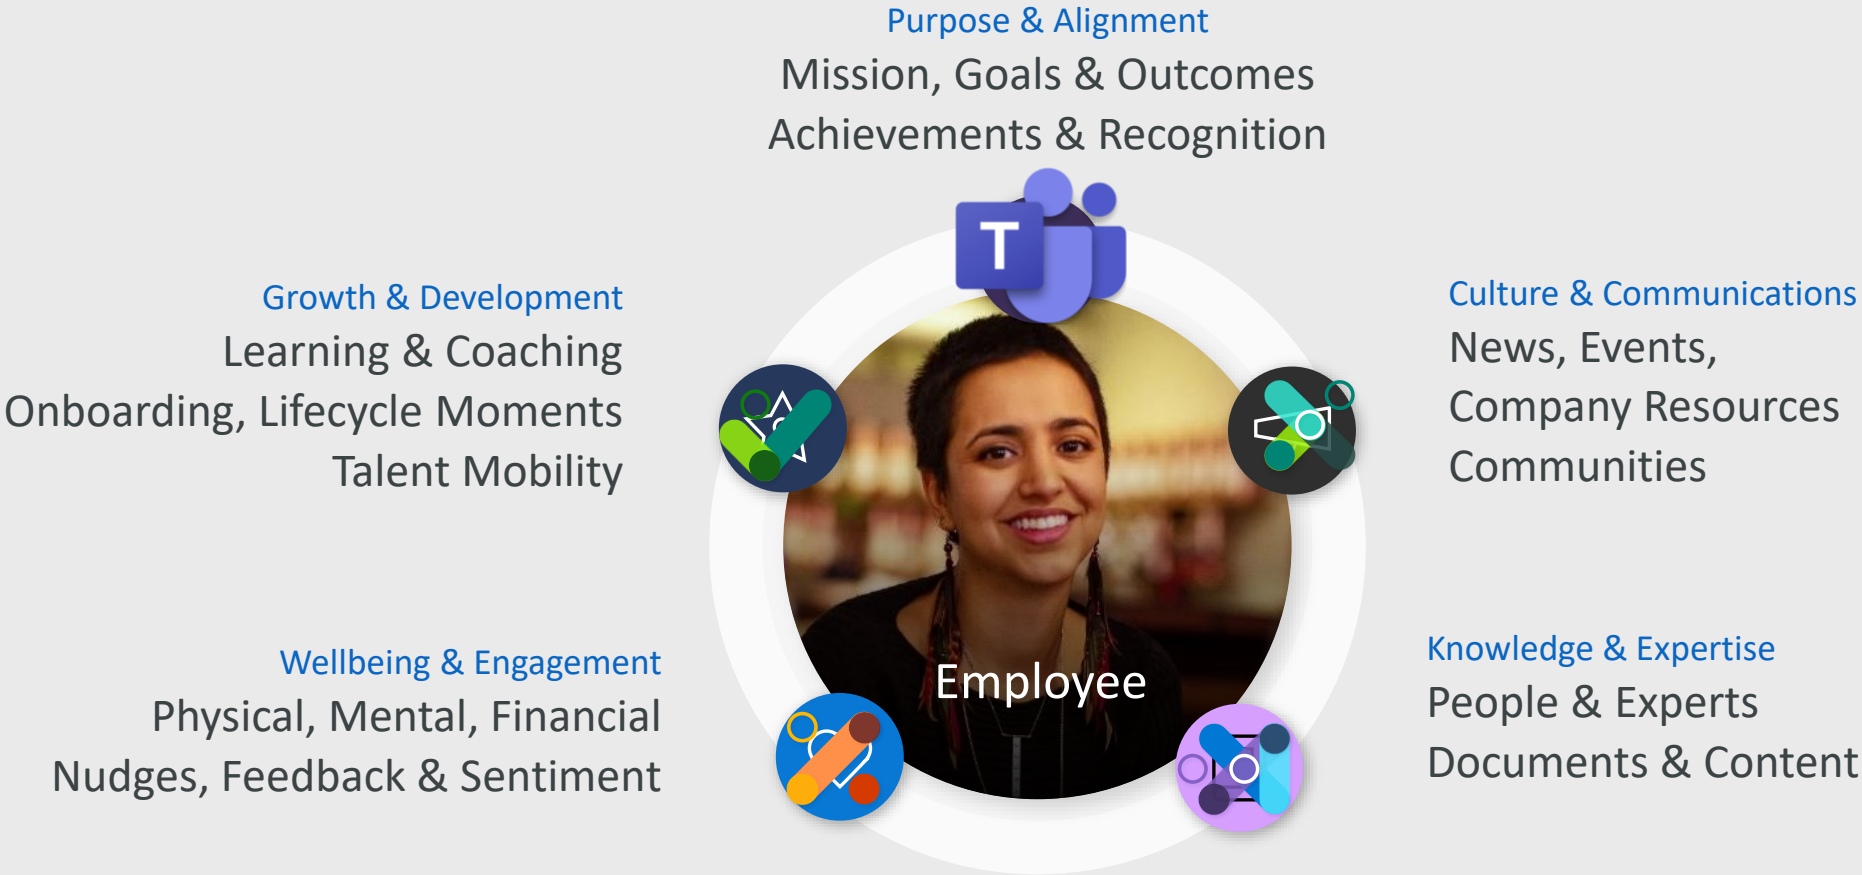 Purpose & Alignment
Mission, Goals & Outcomes
Achievements & Recognition
T
Growth & Development
Learning & Coaching
Onboarding, Lifecycle Moments
Talent Mobility
Culture & Communications
News, Events,
Company Resources
Communities
Wellbeing & Engagement
Physical, Mental, Financial
Nudges, Feedback & Sentiment
Employee
Knowledge & Expertise
People & Experts
Documents & Content